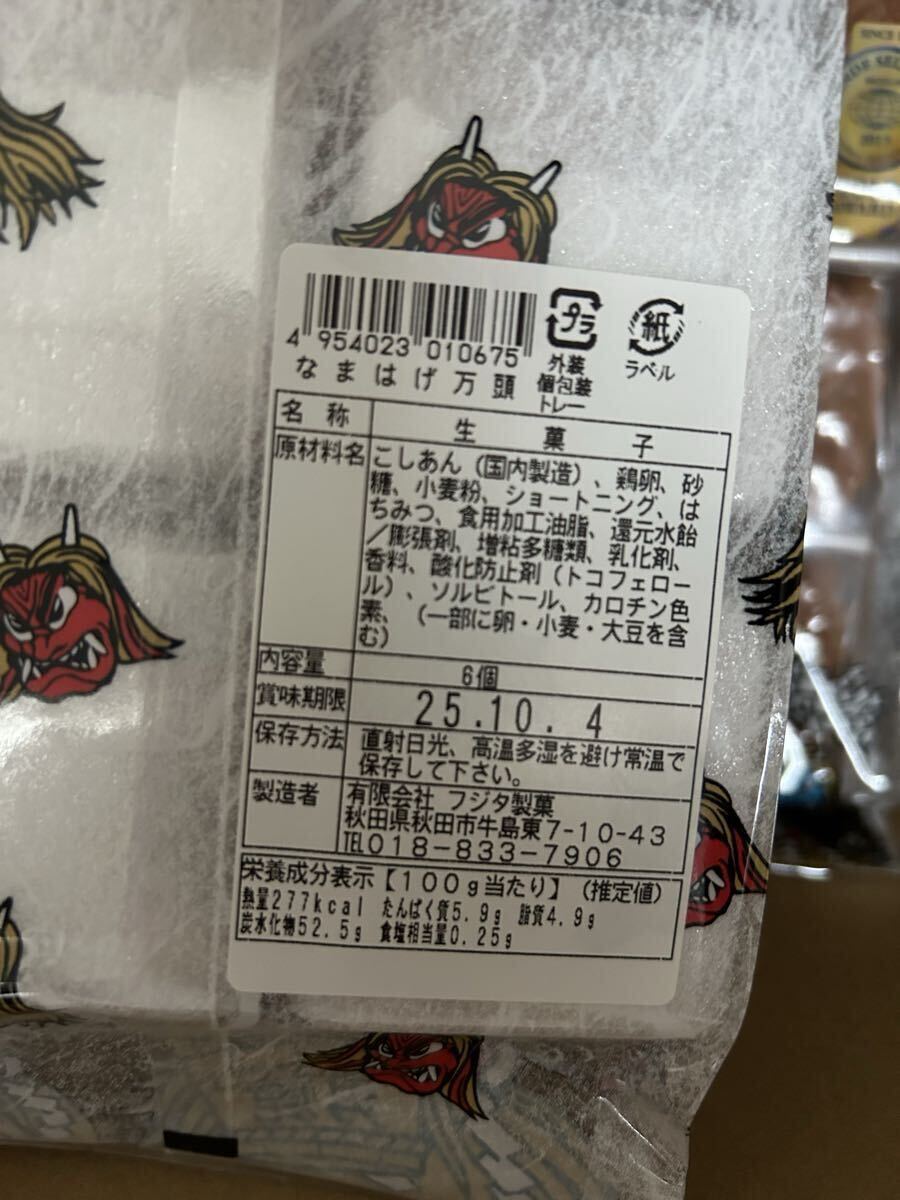 4 954023 010675
プラ
外装
個包装
トレー
紙
ラベル
なまはげ万頭
名称 生菓子
原材料名 こしあん（国内製造）、鶏卵、砂
糖、小麦粉、ショートニング、は
ちみつ、食用加工油脂、還元水飴
／膨張剤、増粘多糖類、乳化剤、
香料、酸化防止剤（トコフェロー
ル）、ソルビトール、カロチン色
素、（一部に卵・小麦・大豆を含
む）
内容量 6個
賞味期限 25.10. 4
保存方法 直射日光、高温多湿を避け常温で
保存して下さい。
製造者 有限会社 フジタ製菓
秋田県秋田市牛島東7-10-43
TEL018-833-7906
栄養成分表示【100g当たり】（推定値）
熱量277kcal たんぱく質5.9g 脂質4.9g
炭水化物52.5g 食塩相当量0.25g
SINCE